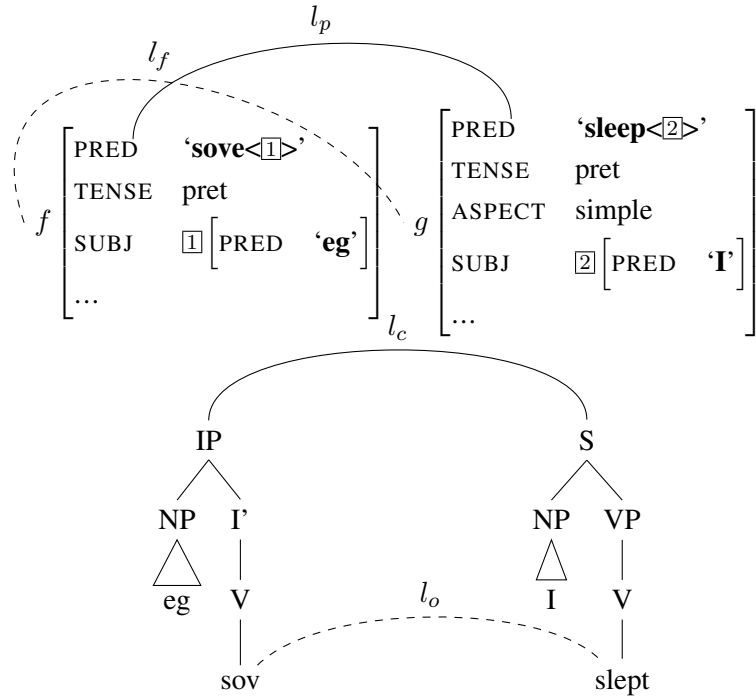 l_f l_p
f [PRED ‘sove<1>’
TENSE pret
SUBJ 1 [PRED ‘eg’]
...]
g [PRED ‘sleep<2>’
TENSE pret
ASPECT simple
SUBJ 2 [PRED ‘I’]
...]
l_c
IP S
NP I’ NP VP
eg V I V
l_o
sov slept